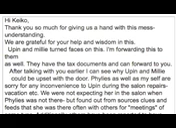 Hi Keiko,
Thank you so much for giving us a hand with this mess-
understanding.
We are grateful for your help and wisdom in this.
Upin and millie turned faces on this. I'm forwarding this to
them
as well. They have the tax documents and can forward to you.
After talking with you earlier I can see why Upin and Millie
could be upset with the door. Phylies as well as my self are
sorry for any inconvenience to Upin during the salon repairs-
vacation etc. We were not expecting her in the salon when
Phylies was not there- but found out from sources clues and
feeds that she was there often with others for "meetings" of